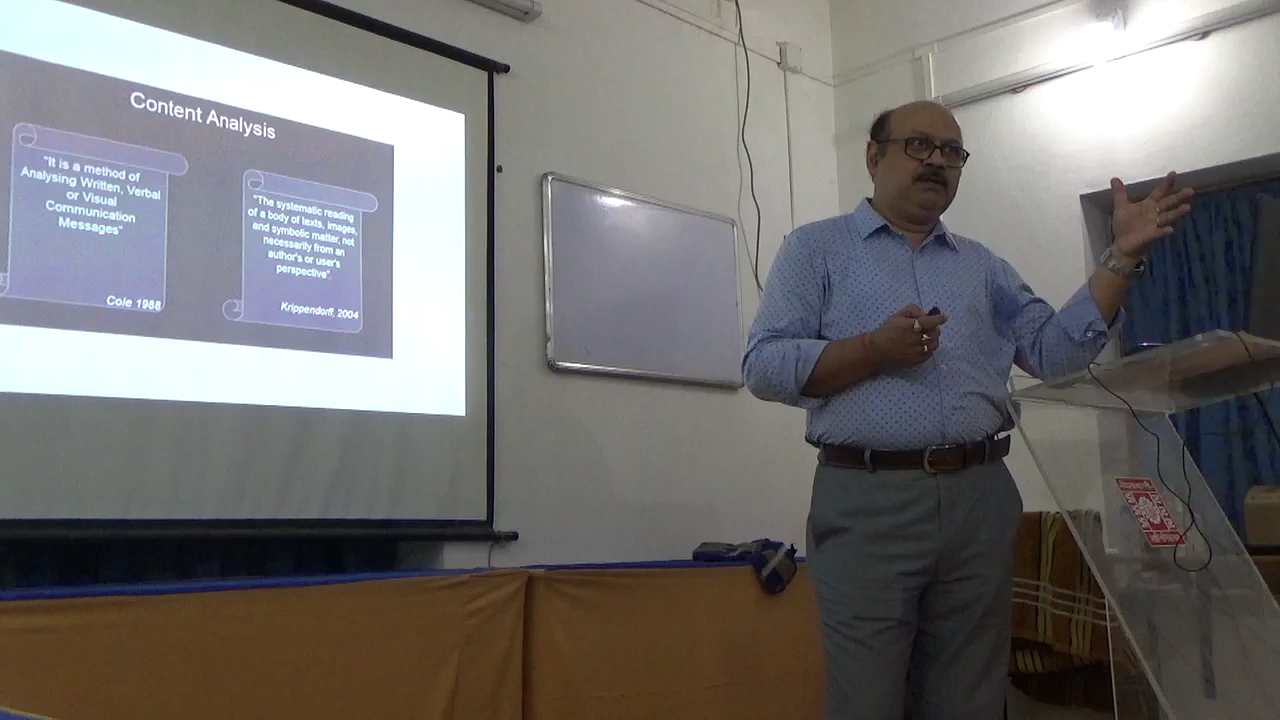 Content Analysis
"It is a method of
Analysing Written, Verbal
or Visual
Communication
Messages"
Cole 1988
"The systematic reading
of a body of texts, images,
and symbolic matter, not
necessarily from an
author's or user's
perspective".
Krippendorff, 2004